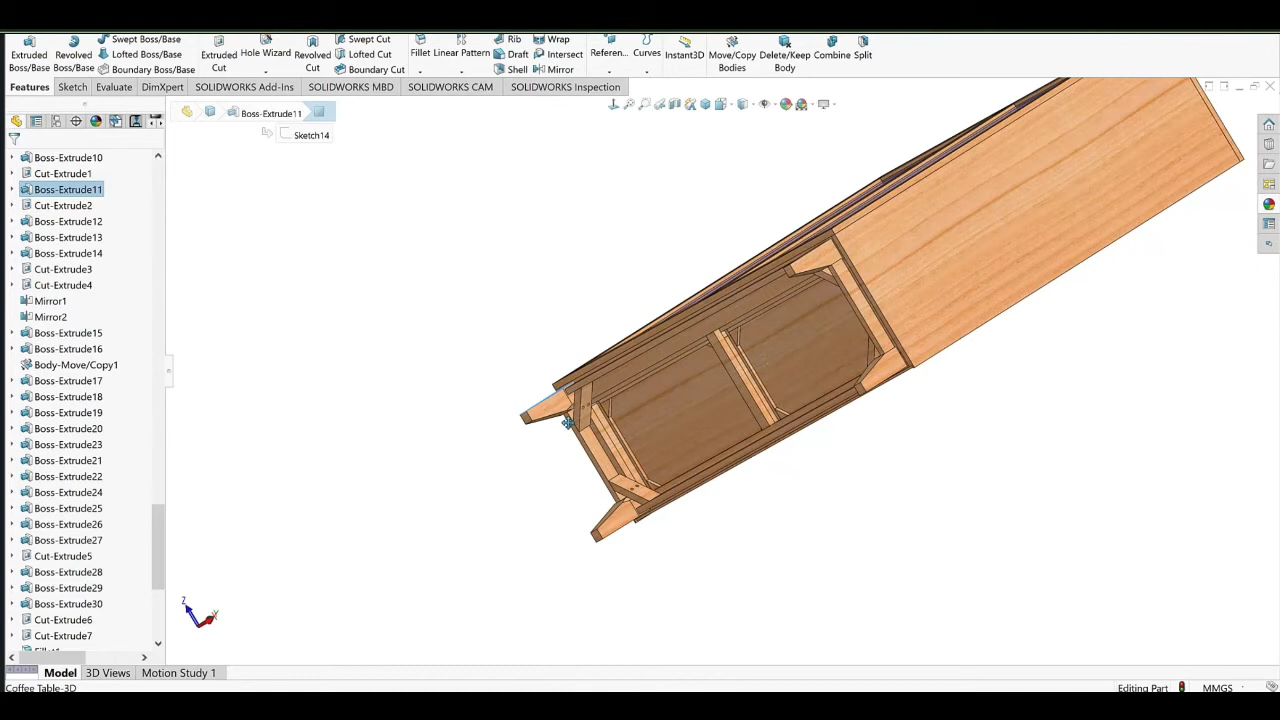 Extruded Boss/Base
Revolved Boss/Base
Swept Boss/Base
Lofted Boss/Base
Boundary Boss/Base
Extruded Cut
Hole Wizard
Revolved Cut
Swept Cut
Lofted Cut
Boundary Cut
Fillet
Linear Pattern
Rib
Draft
Shell
Wrap
Intersect
Mirror
Referen...
Curves
Instant3D
Move/Copy Bodies
Delete/Keep Body
Combine
Split
Features
Sketch
Evaluate
DimXpert
SOLIDWORKS Add-Ins
SOLIDWORKS MBD
SOLIDWORKS CAM
SOLIDWORKS Inspection
Boss-Extrude11
Sketch14
Boss-Extrude10
Cut-Extrude1
Boss-Extrude11
Cut-Extrude2
Boss-Extrude12
Boss-Extrude13
Boss-Extrude14
Cut-Extrude3
Cut-Extrude4
Mirror1
Mirror2
Boss-Extrude15
Boss-Extrude16
Body-Move/Copy1
Boss-Extrude17
Boss-Extrude18
Boss-Extrude19
Boss-Extrude20
Boss-Extrude23
Boss-Extrude21
Boss-Extrude22
Boss-Extrude24
Boss-Extrude25
Boss-Extrude26
Boss-Extrude27
Cut-Extrude5
Boss-Extrude28
Boss-Extrude29
Boss-Extrude30
Cut-Extrude6
Cut-Extrude7
Z
X
Model
3D Views
Motion Study 1
Coffee Table-3D
Editing Part
MMGS